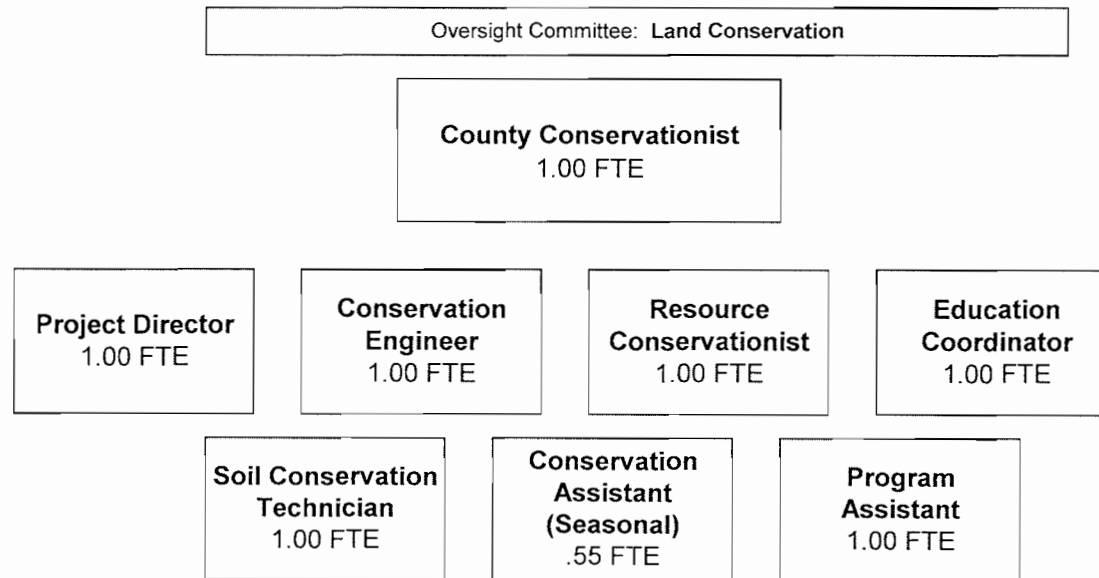 Oversight Committee: Land Conservation
County Conservationist
1.00 FTE
Project Director
1.00 FTE
Conservation
Engineer
1.00 FTE
Resource
Conservationist
1.00 FTE
Education
Coordinator
1.00 FTE
Soil Conservation
Technician
1.00 FTE
Conservation
Assistant
(Seasonal)
.55 FTE
Program
Assistant
1.00 FTE